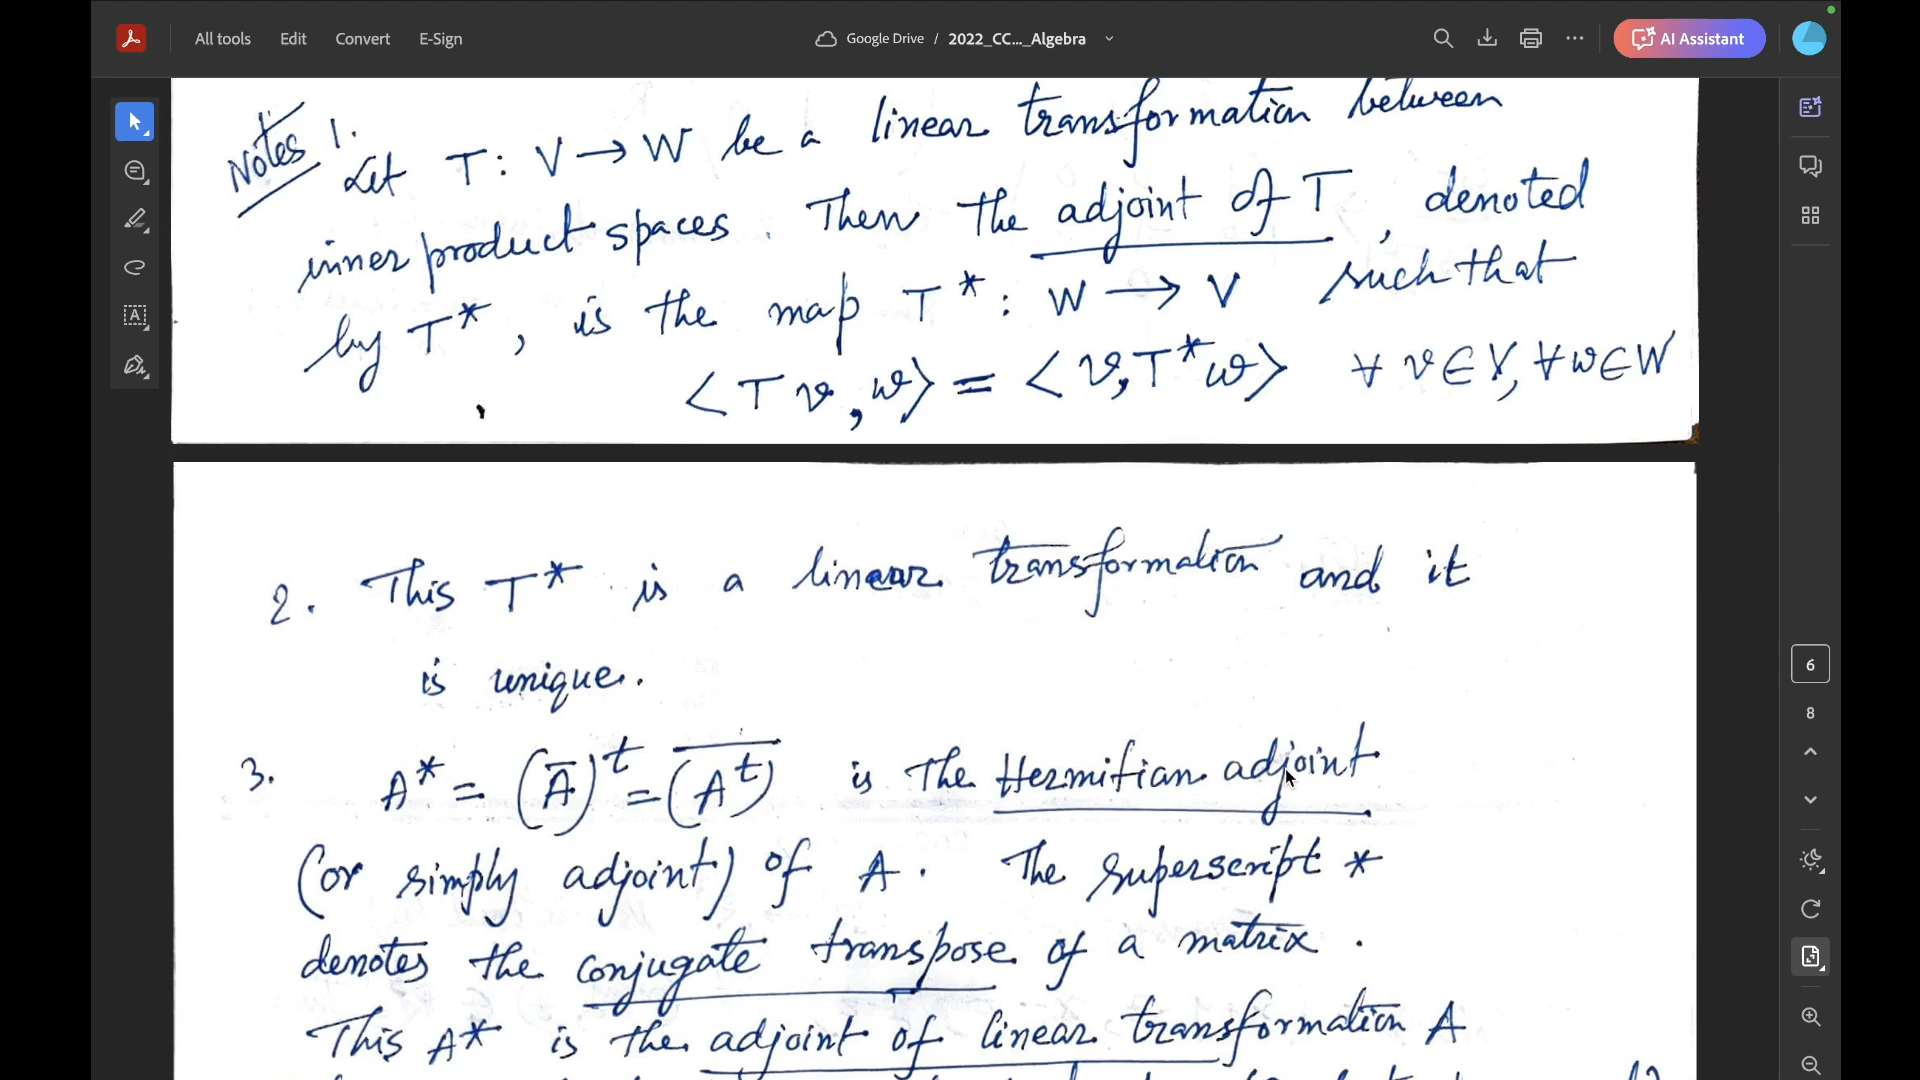 All tools Edit Convert E-Sign Google Drive / 2022_CC..._Algebra AI Assistant
Notes 1. Let T : V → W be a linear transformation between
inner product spaces. Then the adjoint of T, denoted
by T*, is the map T* : W → V such that
⟨Tv, w⟩ = ⟨v, T*w⟩ ∀ v ∈ V, ∀ w ∈ W
2. This T* is a linear transformation and it
is unique.
3. A* = (Ā)ᵗ = \overline{(Aᵗ)} is the Hermitian adjoint
(or simply adjoint) of A. The superscript *
denotes the conjugate transpose of a matrix.
This A* is the adjoint of linear transformation A
6
8